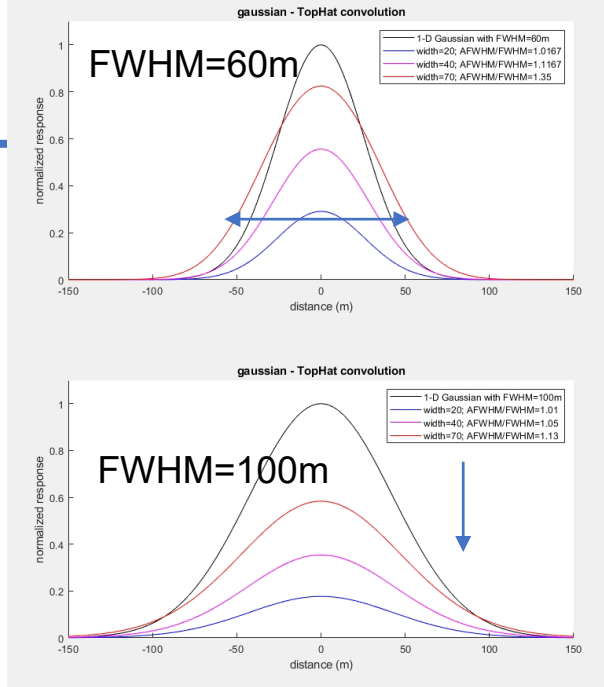 gaussian - TopHat convolution
FWHM=60m
1-D Gaussian with FWHM=60m
width=20; AFWHM/FWHM=1.0167
width=40; AFWHM/FWHM=1.1167
width=70; AFWHM/FWHM=1.35
normalized response
1
0.8
0.6
0.4
0.2
0
-150
-100
-50
0
50
100
150
distance (m)
gaussian - TopHat convolution
FWHM=100m
1-D Gaussian with FWHM=100m
width=20; AFWHM/FWHM=1.01
width=40; AFWHM/FWHM=1.05
width=70; AFWHM/FWHM=1.13
normalized response
1
0.8
0.6
0.4
0.2
0
-150
-100
-50
0
50
100
150
distance (m)